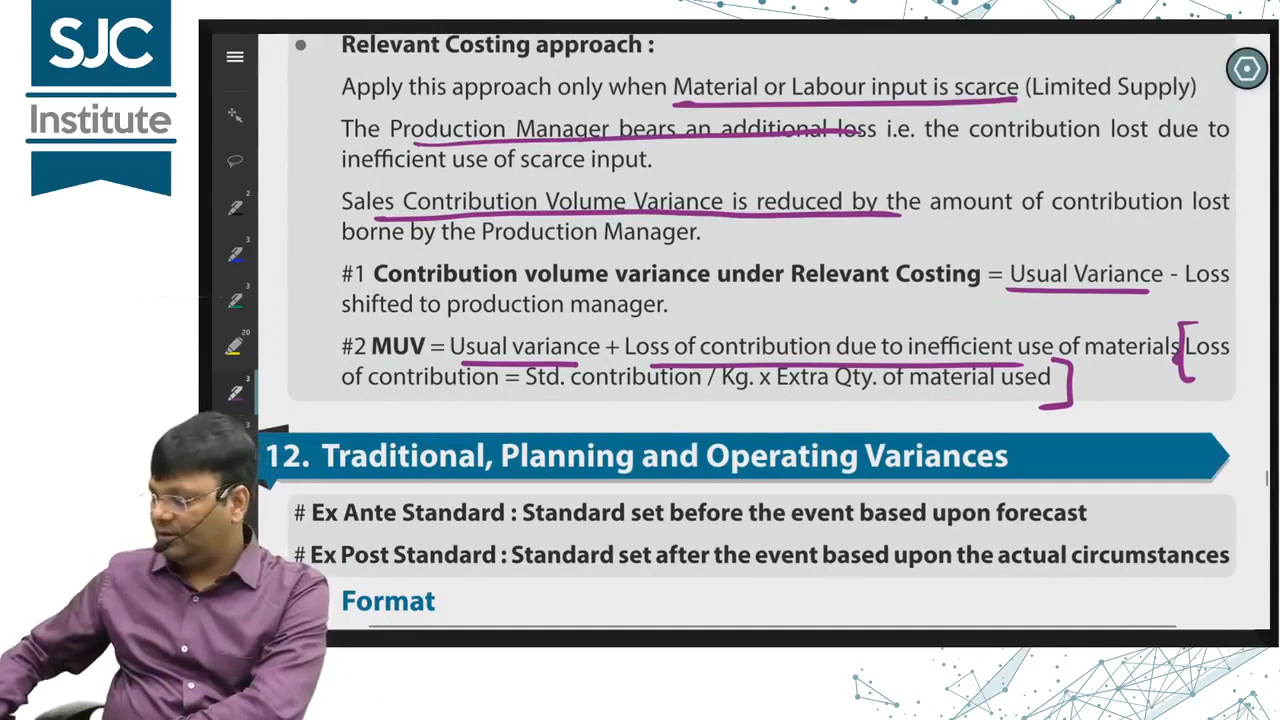 SJC
Institute
Relevant Costing approach :
Apply this approach only when Material or Labour input is scarce (Limited Supply)
The Production Manager bears an additional loss i.e. the contribution lost due to
inefficient use of scarce input.
Sales Contribution Volume Variance is reduced by the amount of contribution lost
borne by the Production Manager.
#1 Contribution volume variance under Relevant Costing = Usual Variance - Loss
shifted to production manager.
#2 MUV = Usual variance + Loss of contribution due to inefficient use of materials Loss
of contribution = Std. contribution / Kg. x Extra Qty. of material used
12. Traditional, Planning and Operating Variances
# Ex Ante Standard : Standard set before the event based upon forecast
# Ex Post Standard : Standard set after the event based upon the actual circumstances
Format
2
3
3
20
3
3